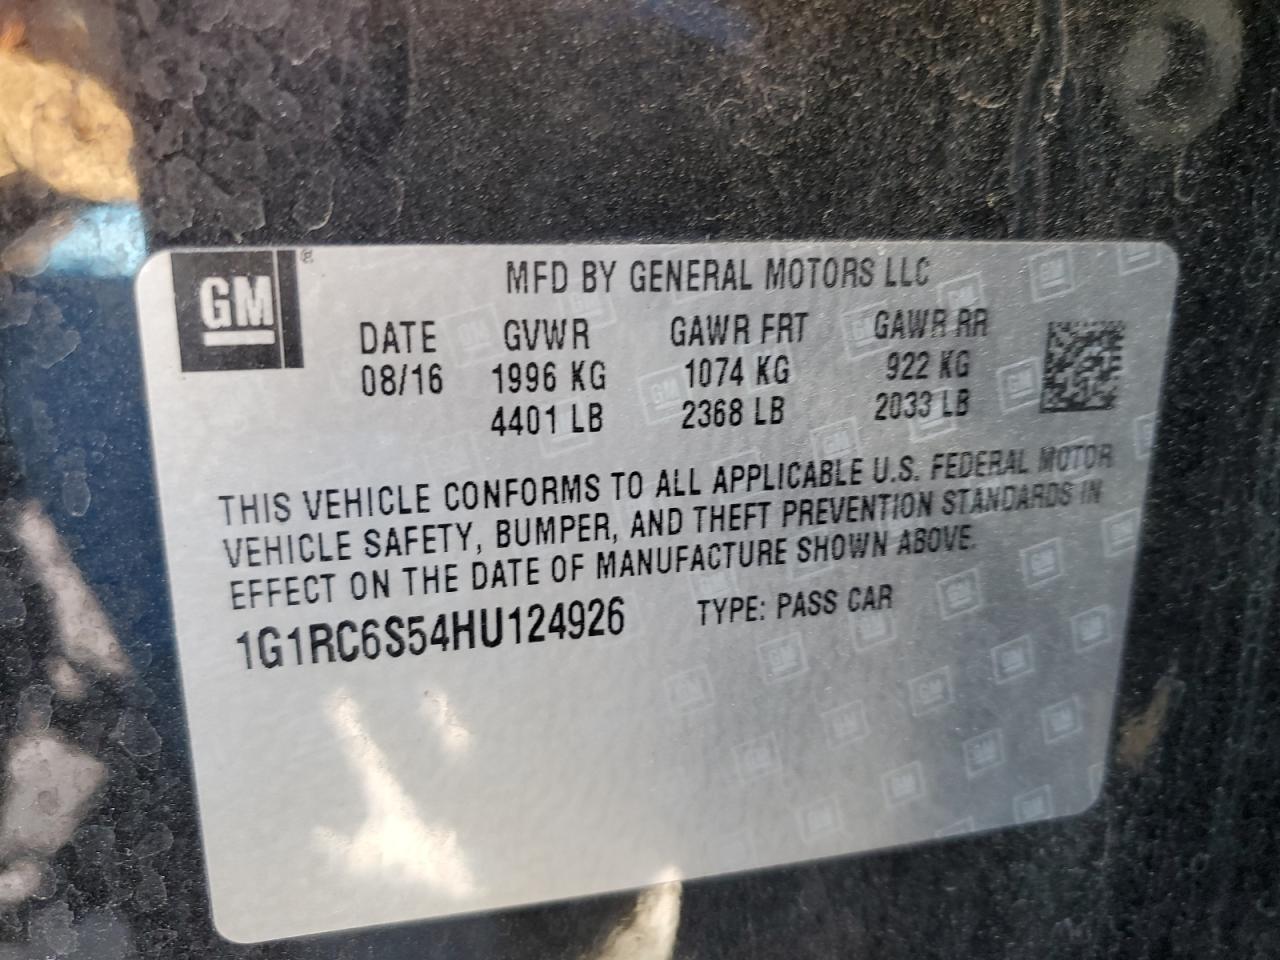 GM
MFD BY GENERAL MOTORS LLC
DATE GVWR GAWR FRT GAWR RR
08/16 1996 KG 1074 KG 922 KG
4401 LB 2368 LB 2033 LB
THIS VEHICLE CONFORMS TO ALL APPLICABLE U.S. FEDERAL MOTOR
VEHICLE SAFETY, BUMPER, AND THEFT PREVENTION STANDARDS IN
EFFECT ON THE DATE OF MANUFACTURE SHOWN ABOVE.
1G1RC6S54HU124926 TYPE: PASS CAR